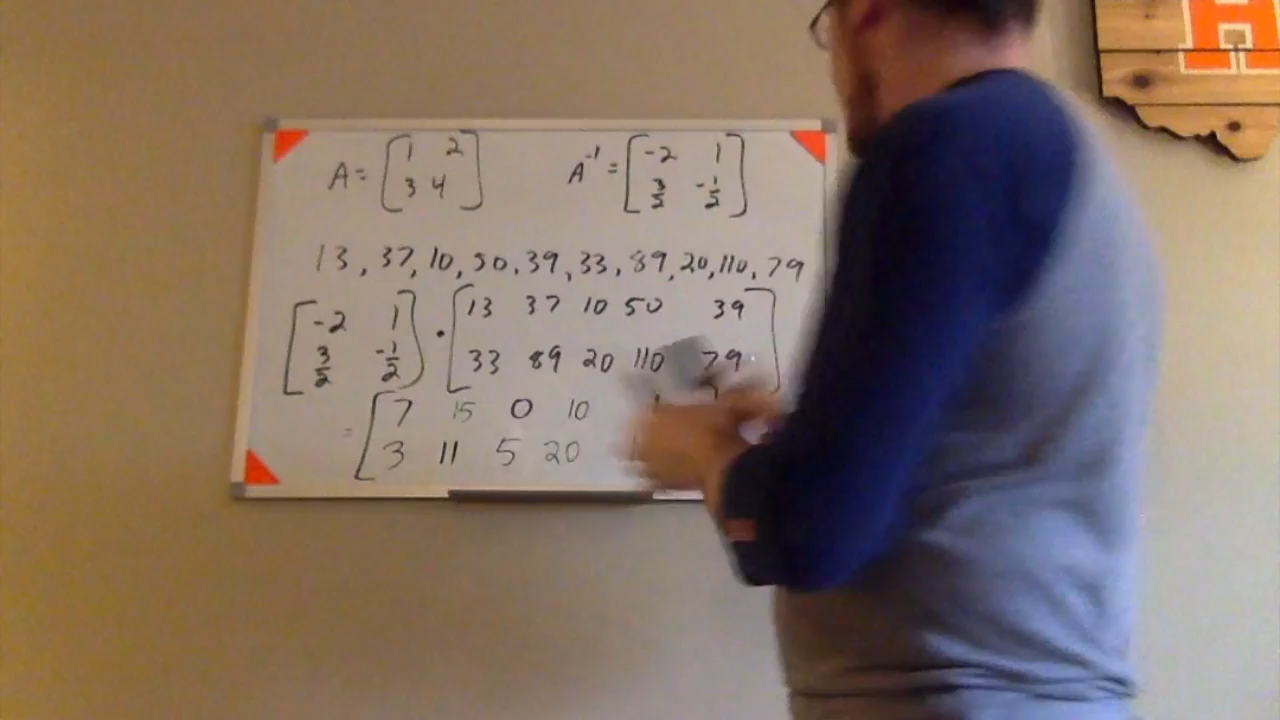 A = [1 2 A⁻¹ = [-2 1
3 4] 3/2 -1/2]
13, 37, 10, 50, 39, 33, 89, 20, 110, 79
[-2 1 · [13 37 10 50 39
3/2 -1/2] 33 89 20 110 79]
= [7 15 0 10
3 11 5 20
H